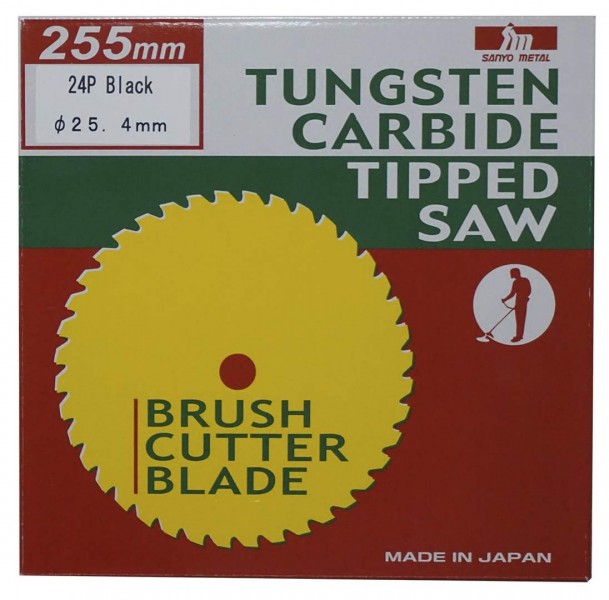 255mm
24P Black
φ25.4mm
SANYO METAL
TUNGSTEN
CARBIDE
TIPPED
SAW
BRUSH
CUTTER
BLADE
MADE IN JAPAN